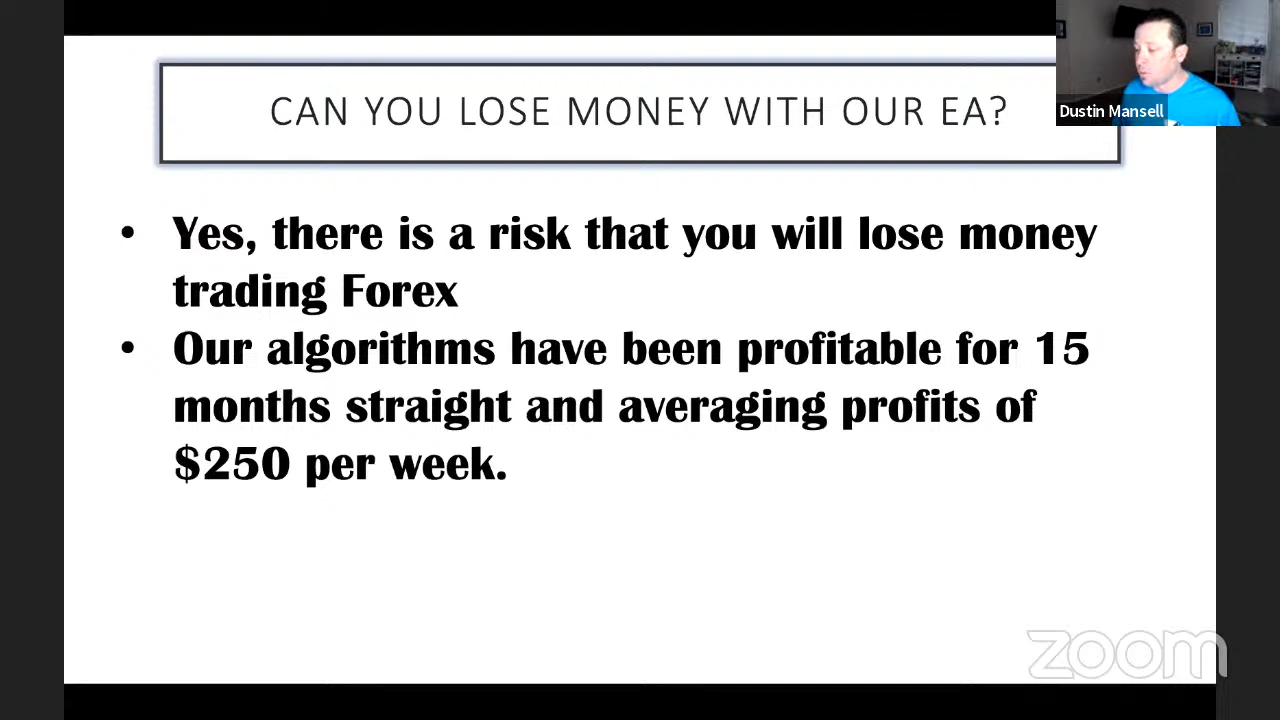 CAN YOU LOSE MONEY WITH OUR EA?
Dustin Mansell
• Yes, there is a risk that you will lose money
trading Forex
• Our algorithms have been profitable for 15
months straight and averaging profits of
$250 per week.
zoom